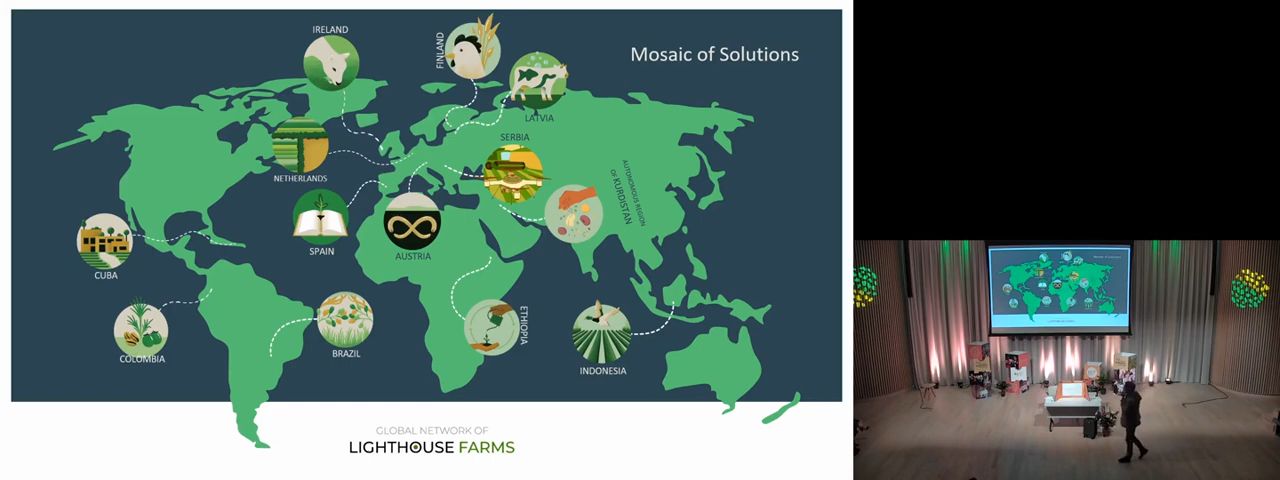 IRELAND
FINLAND
Mosaic of Solutions
LATVIA
SERBIA
NETHERLANDS
AUTONOMOUS REGION
OF KURDISTAN
SPAIN
AUSTRIA
CUBA
COLOMBIA
BRAZIL
ETHIOPIA
INDONESIA
GLOBAL NETWORK OF
LIGHTHOUSE FARMS